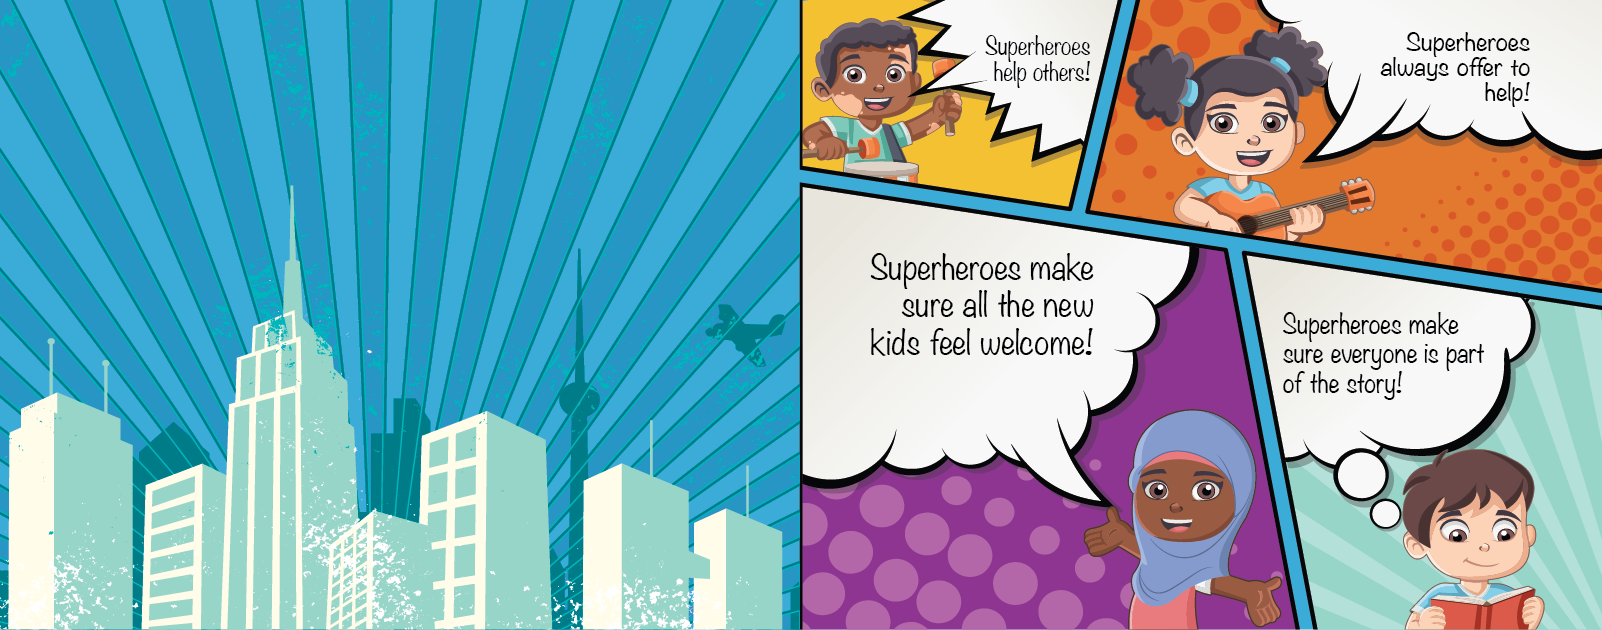 Superheroes
help others!
Superheroes
always offer to
help!
Superheroes make
sure all the new
kids feel welcome!
Superheroes make
sure everyone is part
of the story!